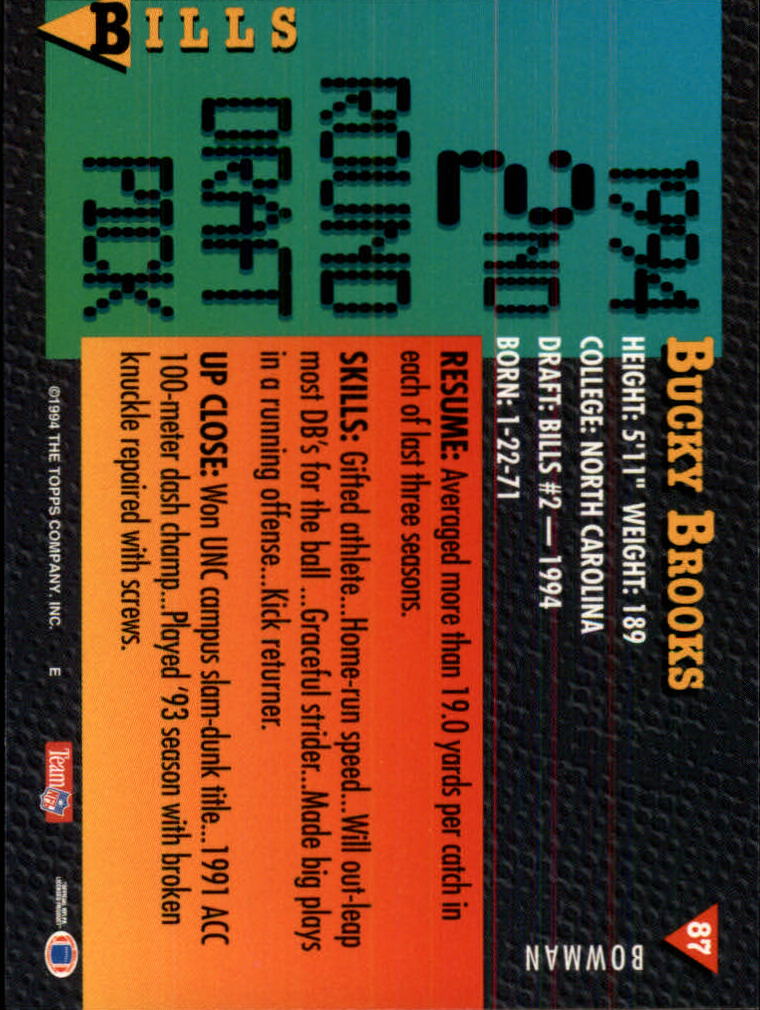 BUCKY BROOKS
HEIGHT: 5'11" WEIGHT: 189
COLLEGE: NORTH CAROLINA
DRAFT: BILLS #2 — 1994
BORN: 1-22-71
87
BOWMAN
1994
2ND
ROUND
DRAFT
PICK
BILLS
RESUME: Averaged more than 19.0 yards per catch in
each of last three seasons.
SKILLS: Gifted athlete...Home-run speed...Will out-leap
most DB's for the ball ...Graceful strider...Made big plays
in a running offense...Kick returner.
UP CLOSE: Won UNC campus slam-dunk title...1991 ACC
100-meter dash champ...Played '93 season with broken
knuckle repaired with screws.
©1994 THE TOPPS COMPANY, INC. E
Team NFL